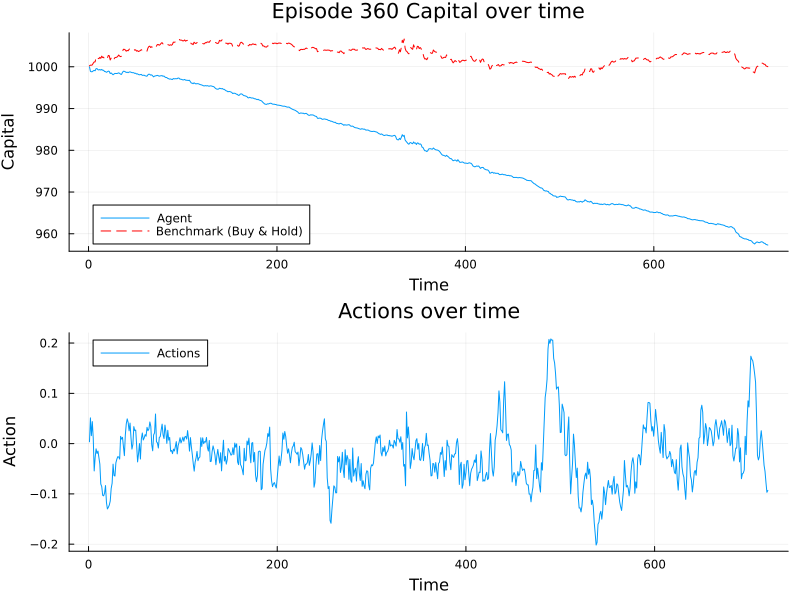 Episode 360 Capital over time
Capital
1000
990
980
970
960
Agent
Benchmark (Buy & Hold)
0 200 400 600
Time
Actions over time
Action
0.2
0.1
0.0
−0.1
−0.2
Actions
0 200 400 600
Time